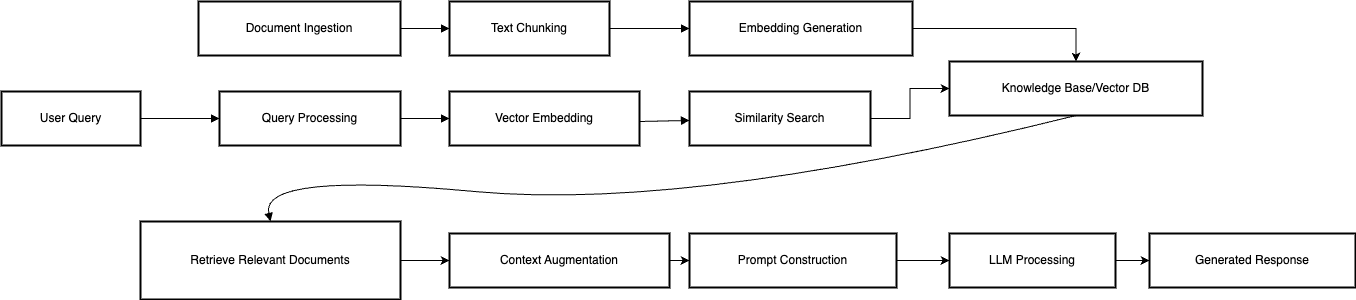 Document Ingestion
Text Chunking
Embedding Generation
Knowledge Base/Vector DB
User Query
Query Processing
Vector Embedding
Similarity Search
Retrieve Relevant Documents
Context Augmentation
Prompt Construction
LLM Processing
Generated Response